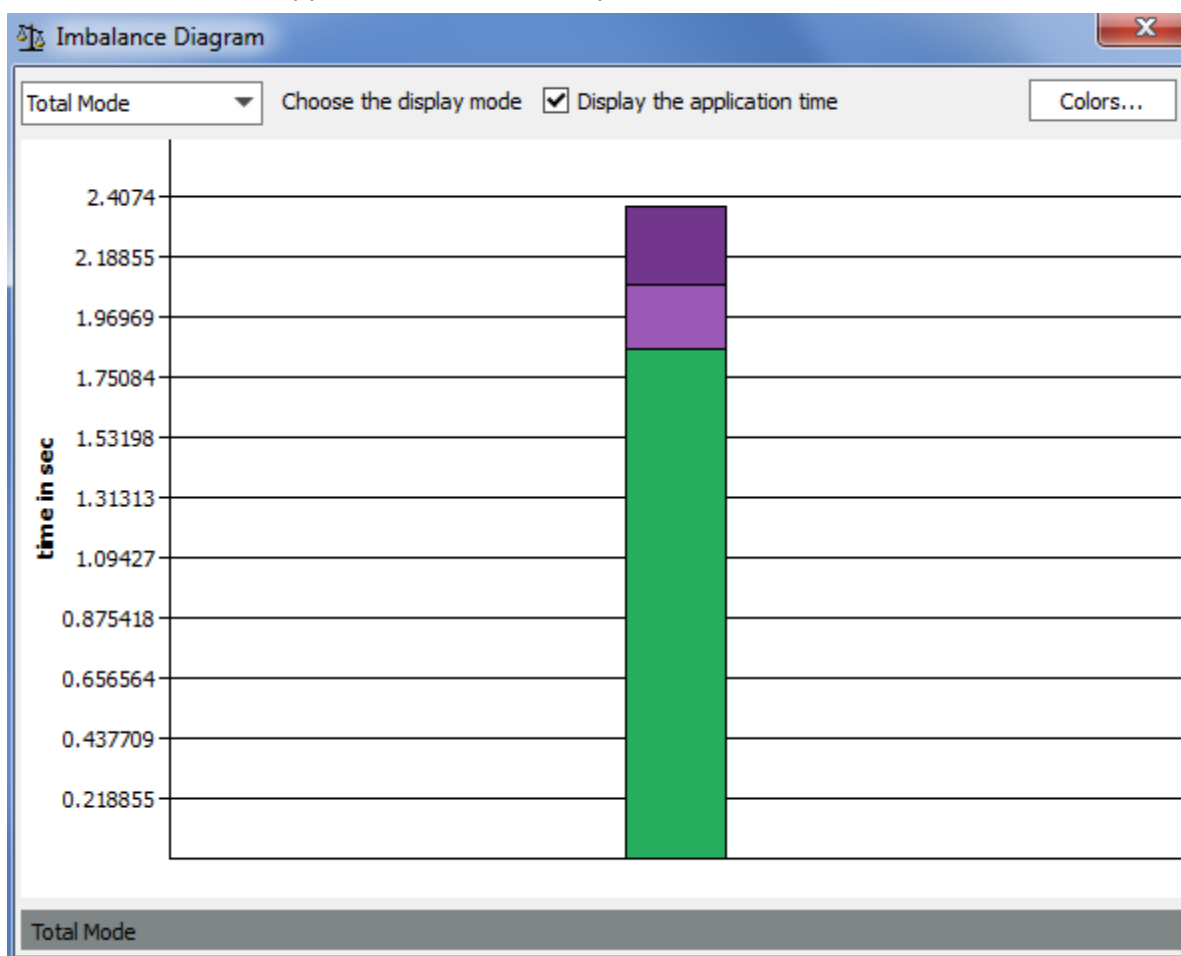 Imbalance Diagram
Total Mode Choose the display mode Display the application time Colors...
2.4074
2.18855
1.96969
1.75084
1.53198
1.31313
1.09427
0.875418
0.656564
0.437709
0.218855
time in sec
Total Mode